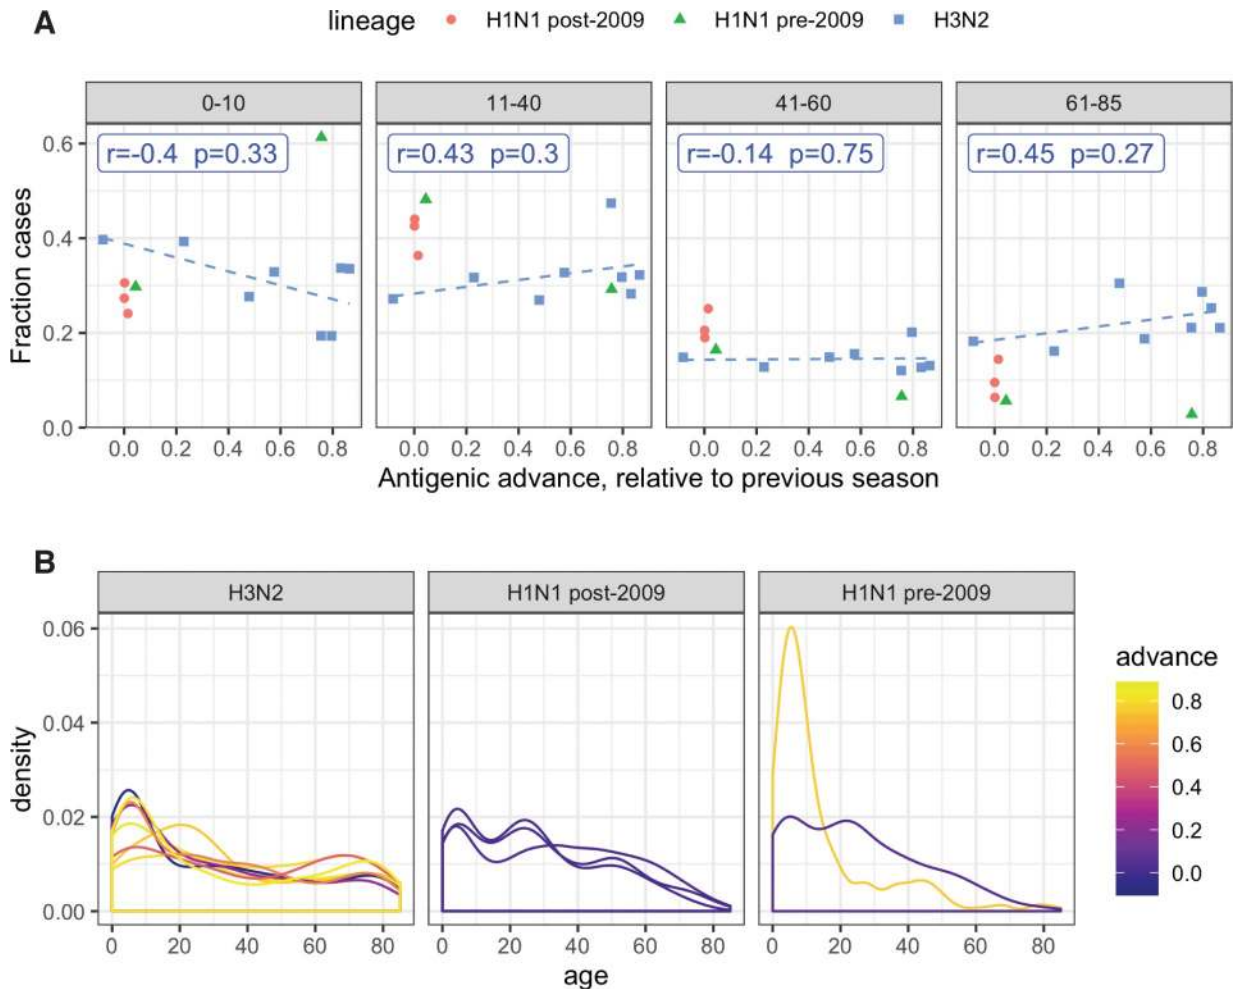 A
lineage H1N1 post-2009 H1N1 pre-2009 H3N2
0-10 11-40 41-60 61-85
r=-0.4 p=0.33 r=0.43 p=0.3 r=-0.14 p=0.75 r=0.45 p=0.27
0.6
0.4
0.2
0.0
Fraction cases
0.0 0.2 0.4 0.6 0.8 0.0 0.2 0.4 0.6 0.8 0.0 0.2 0.4 0.6 0.8 0.0 0.2 0.4 0.6 0.8
Antigenic advance, relative to previous season
B
H3N2 H1N1 post-2009 H1N1 pre-2009
0.06
0.04
0.02
0.00
density
0 20 40 60 80 0 20 40 60 80 0 20 40 60 80
age
advance
0.8
0.6
0.4
0.2
0.0